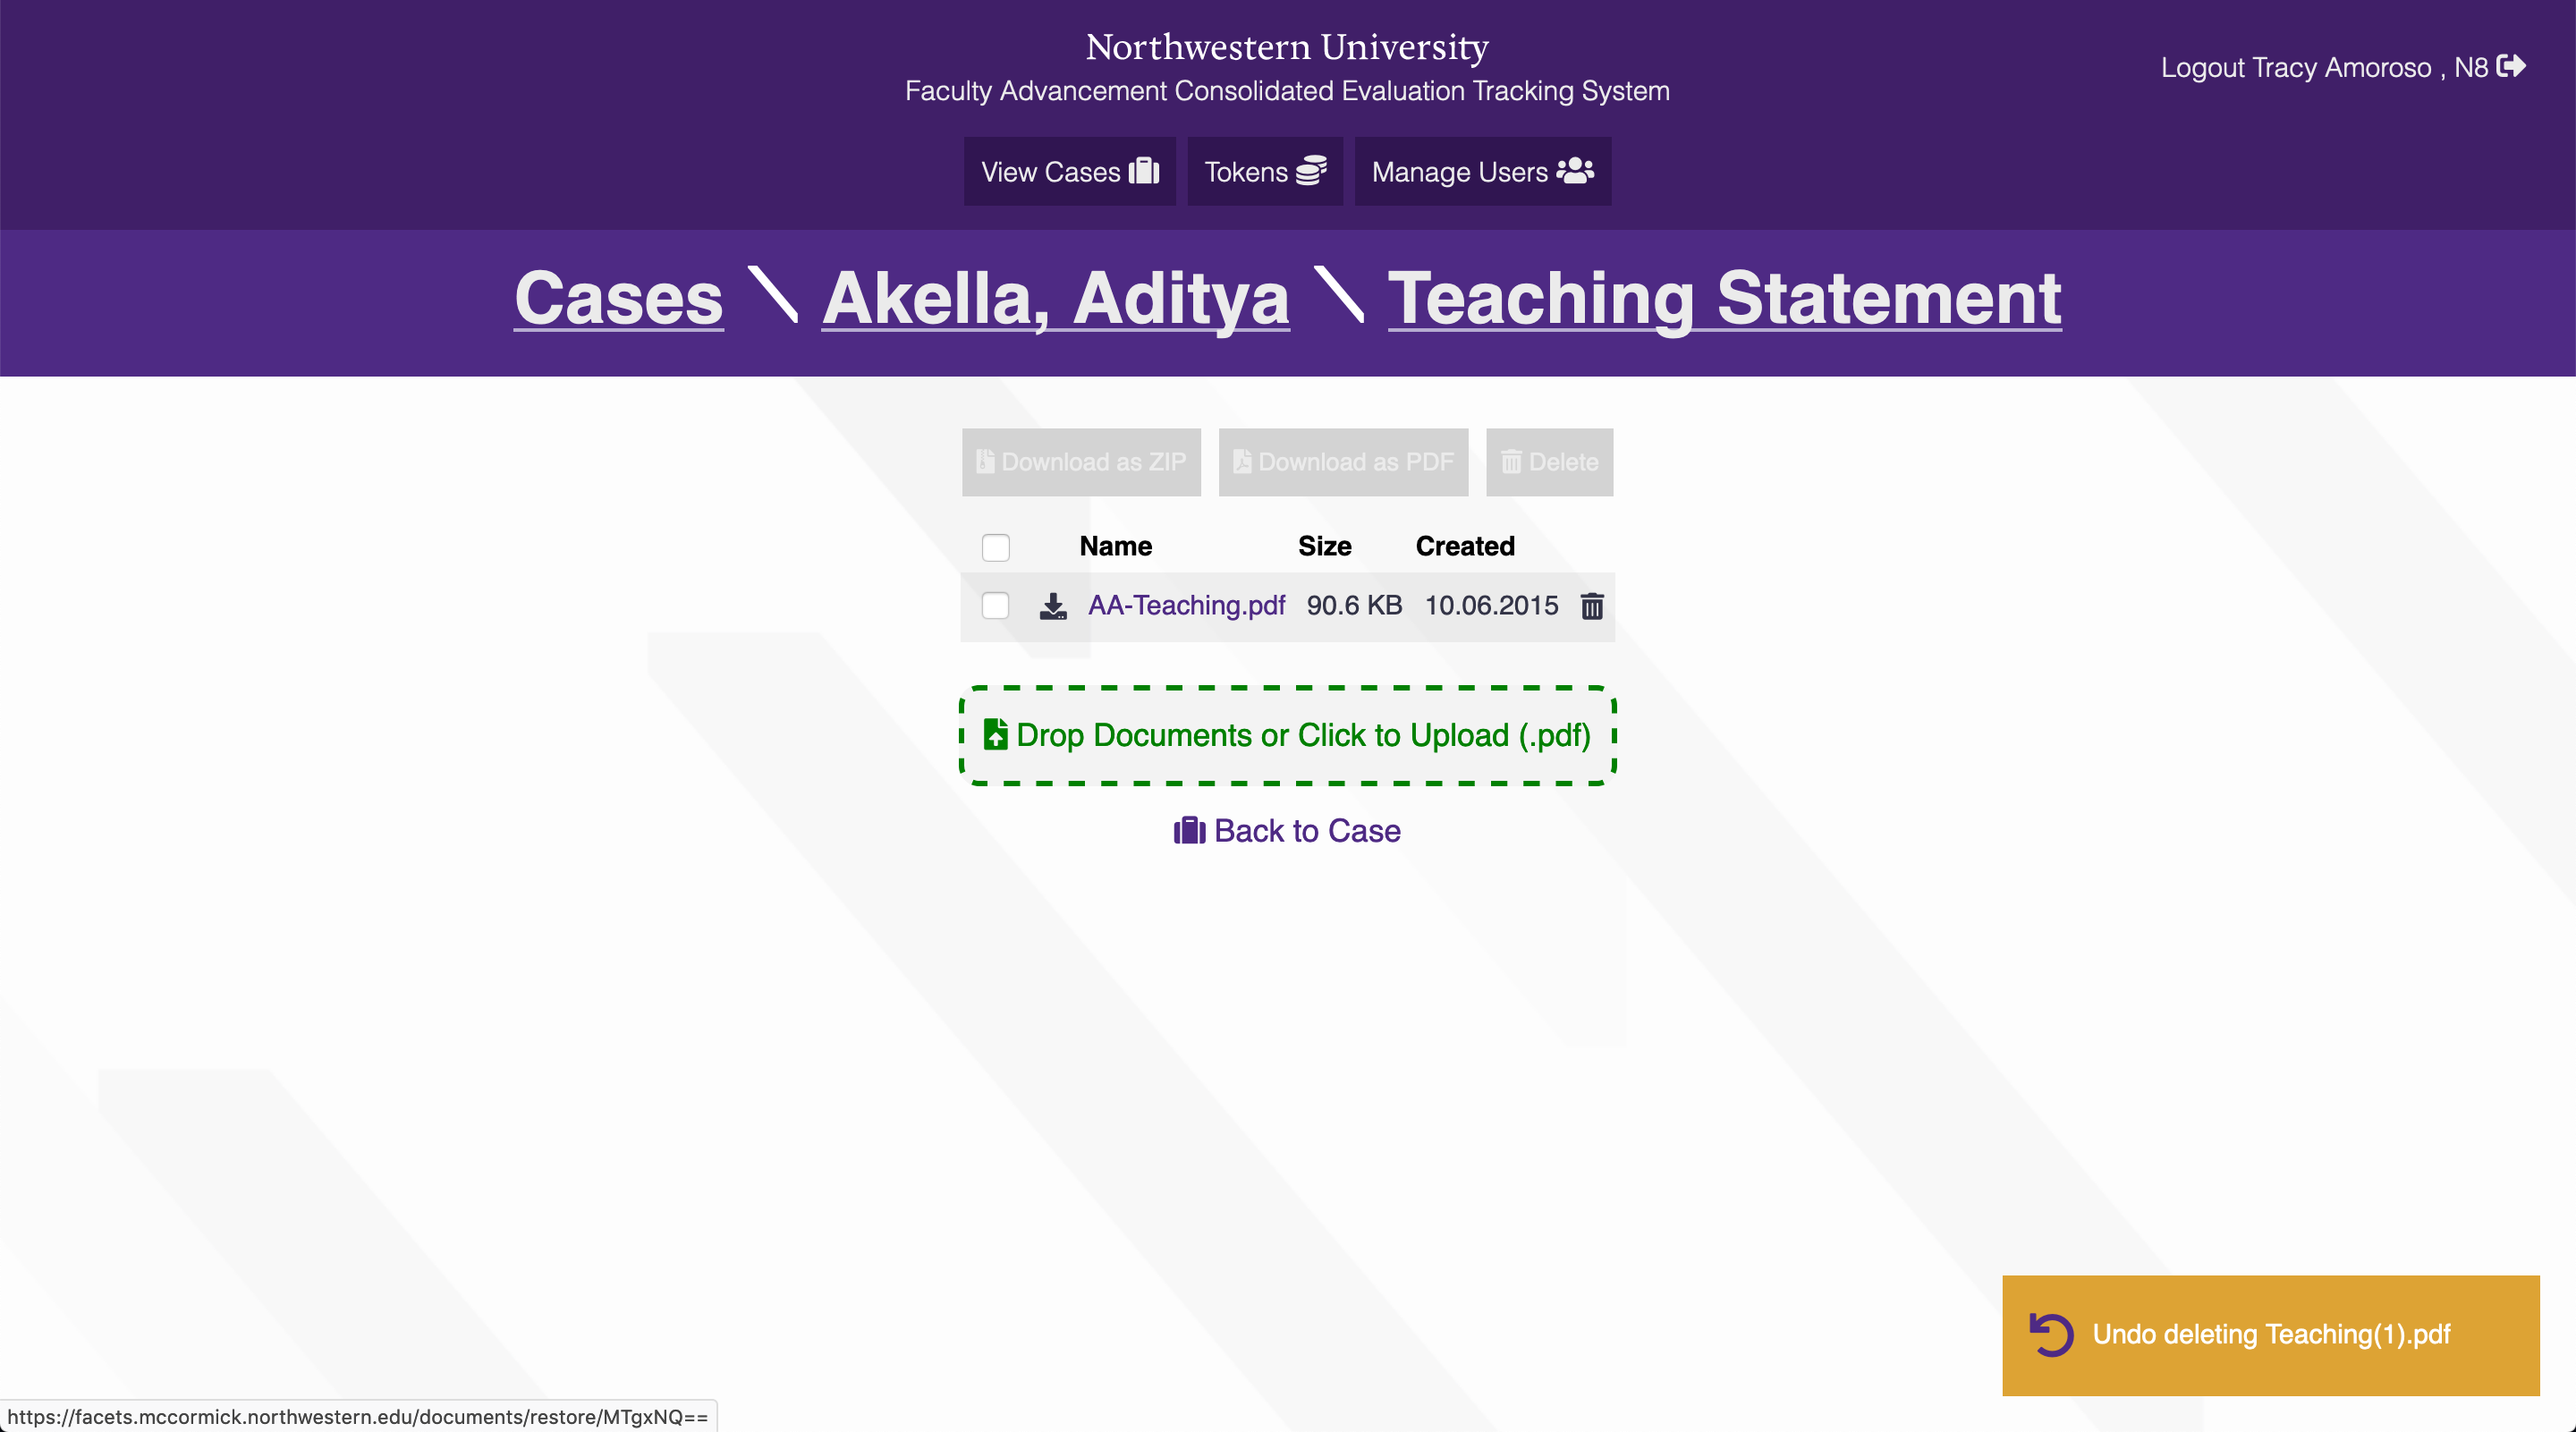 Northwestern University
Faculty Advancement Consolidated Evaluation Tracking System
Logout Tracy Amoroso , N8
View Cases Tokens Manage Users
Cases \ Akella, Aditya \ Teaching Statement
Download as ZIP Download as PDF Delete
Name Size Created
AA-Teaching.pdf 90.6 KB 10.06.2015
Drop Documents or Click to Upload (.pdf)
Back to Case
Undo deleting Teaching(1).pdf
https://facets.mccormick.northwestern.edu/documents/restore/MTgxNQ==